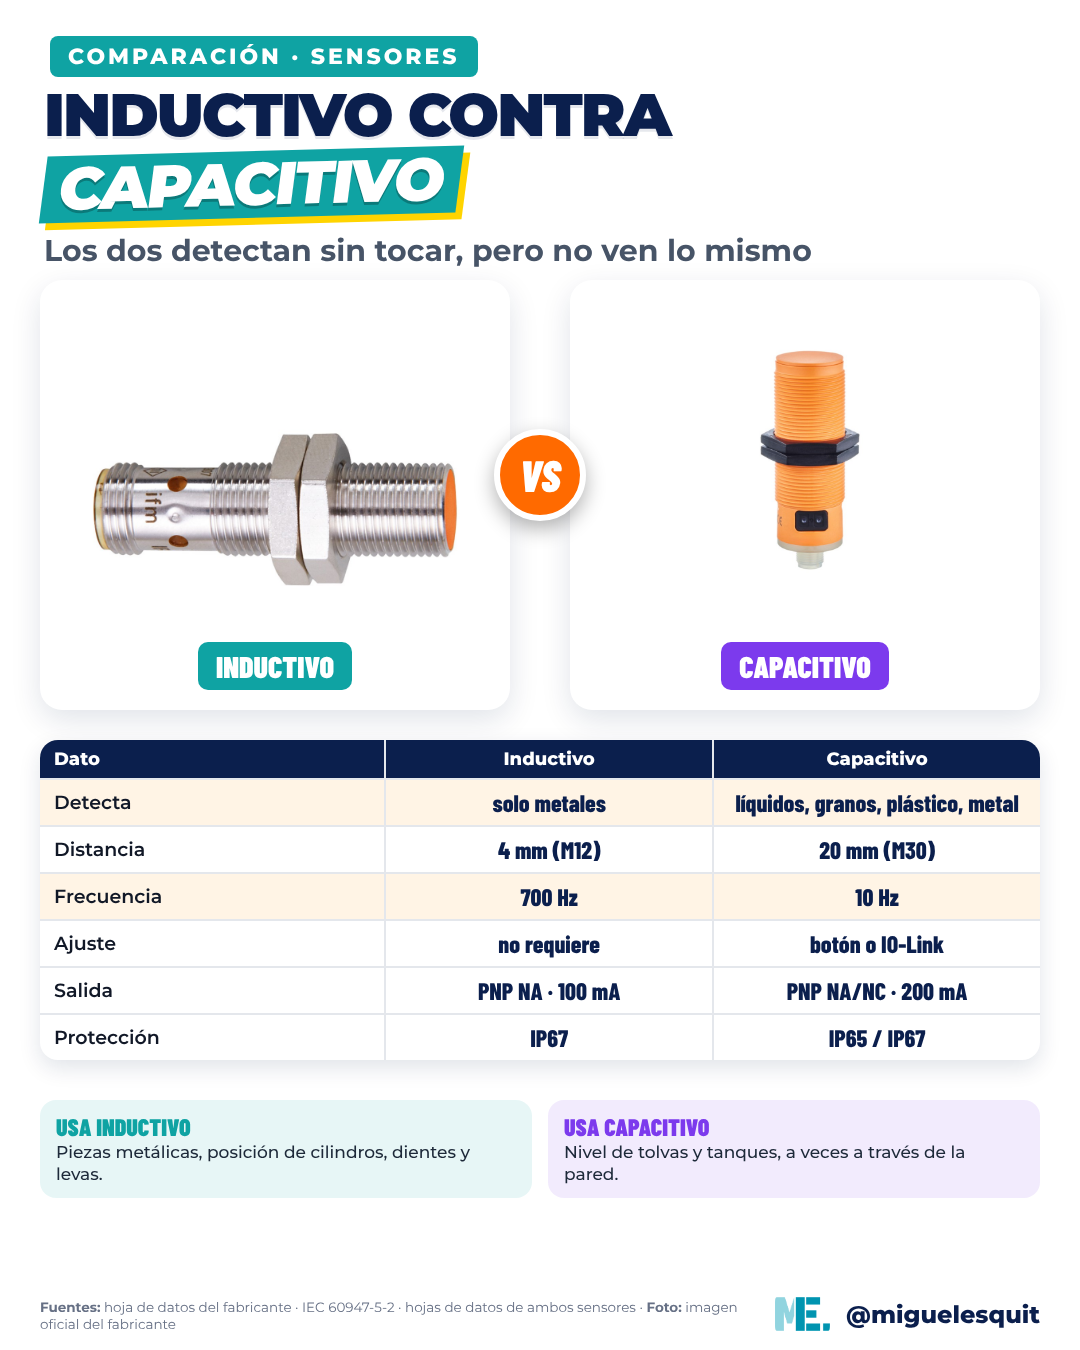 COMPARACIÓN · SENSORES
INDUCTIVO CONTRA
CAPACITIVO
Los dos detectan sin tocar, pero no ven lo mismo
ifm
VS
INDUCTIVO
CAPACITIVO
Dato Inductivo Capacitivo
Detecta solo metales líquidos, granos, plástico, metal
Distancia 4 mm (M12) 20 mm (M30)
Frecuencia 700 Hz 10 Hz
Ajuste no requiere botón o IO-Link
Salida PNP NA · 100 mA PNP NA/NC · 200 mA
Protección IP67 IP65 / IP67
USA INDUCTIVO
Piezas metálicas, posición de cilindros, dientes y
levas.
USA CAPACITIVO
Nivel de tolvas y tanques, a veces a través de la
pared.
Fuentes: hoja de datos del fabricante · IEC 60947-5-2 · hojas de datos de ambos sensores · Foto: imagen
oficial del fabricante
ME.
@miguelesquit